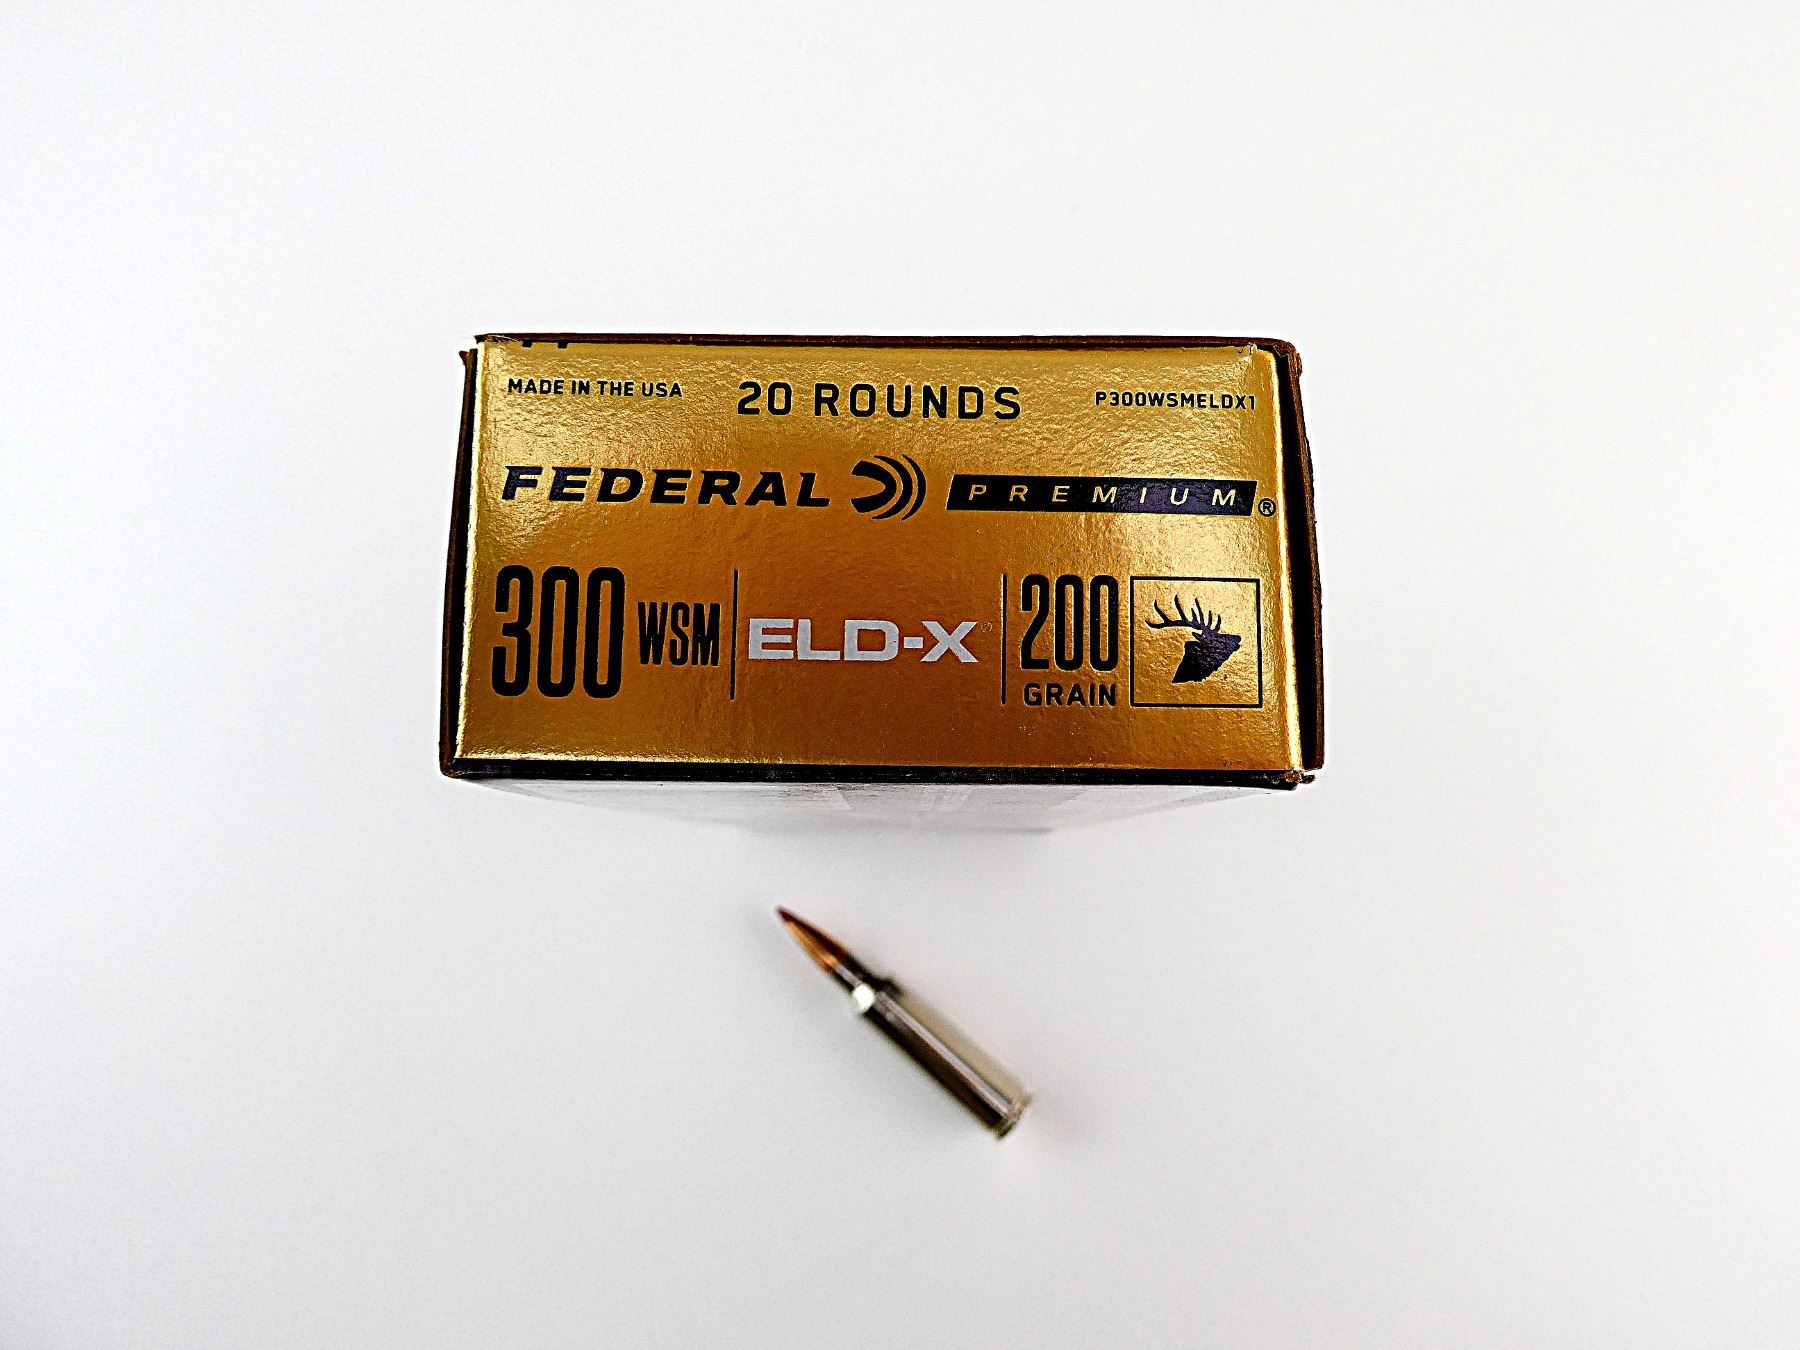 MADE IN THE USA 20 ROUNDS P300WSMELDX1
FEDERAL PREMIUM®
300 WSM ELD-X® 200
GRAIN